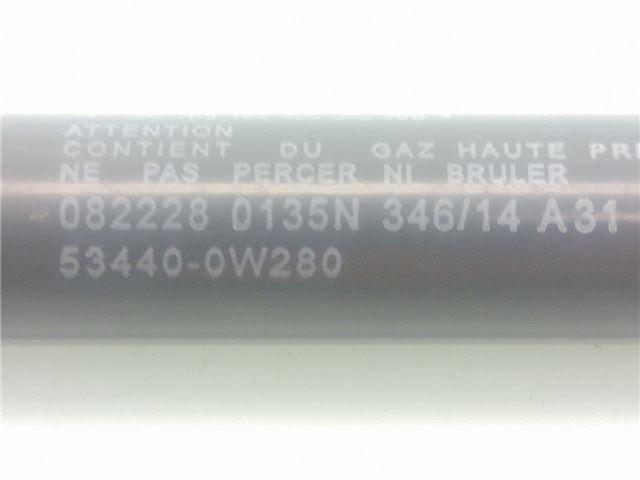 ATTENTION
CONTIENT DU GAZ HAUTE
NE PAS PERCER NI BRULER
082228 0135N 346/14 A31
53440-0W280